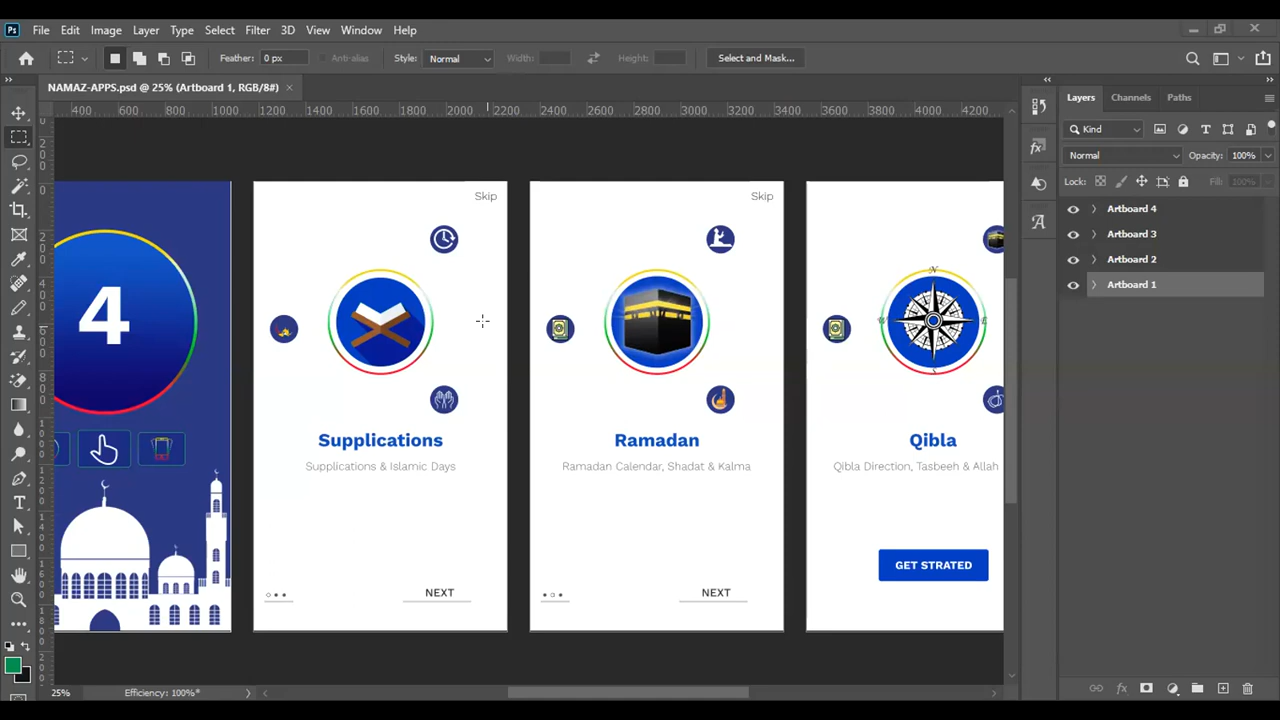 Ps File Edit Image Layer Type Select Filter 3D View Window Help
Feather: 0 px Anti-alias Style: Normal Width: Height: Select and Mask...
NAMAZ-APPS.psd @ 25% (Artboard 1, RGB/8#)
400 600 800 1000 1200 1400 1600 1800 2000 2200 2400 2600 2800 3000 3200 3400 3600 3800 4000 4200
Skip
Skip
4
N
Supplications
Supplications & Islamic Days
NEXT
Ramadan
Ramadan Calendar, Shadat & Kalma
NEXT
W E
S
Qibla
Qibla Direction, Tasbeeh & Allah
GET STRATED
Layers Channels Paths
Kind
Normal Opacity: 100%
Lock: Fill: 100%
Artboard 4
Artboard 3
Artboard 2
Artboard 1
25% Efficiency: 100%*